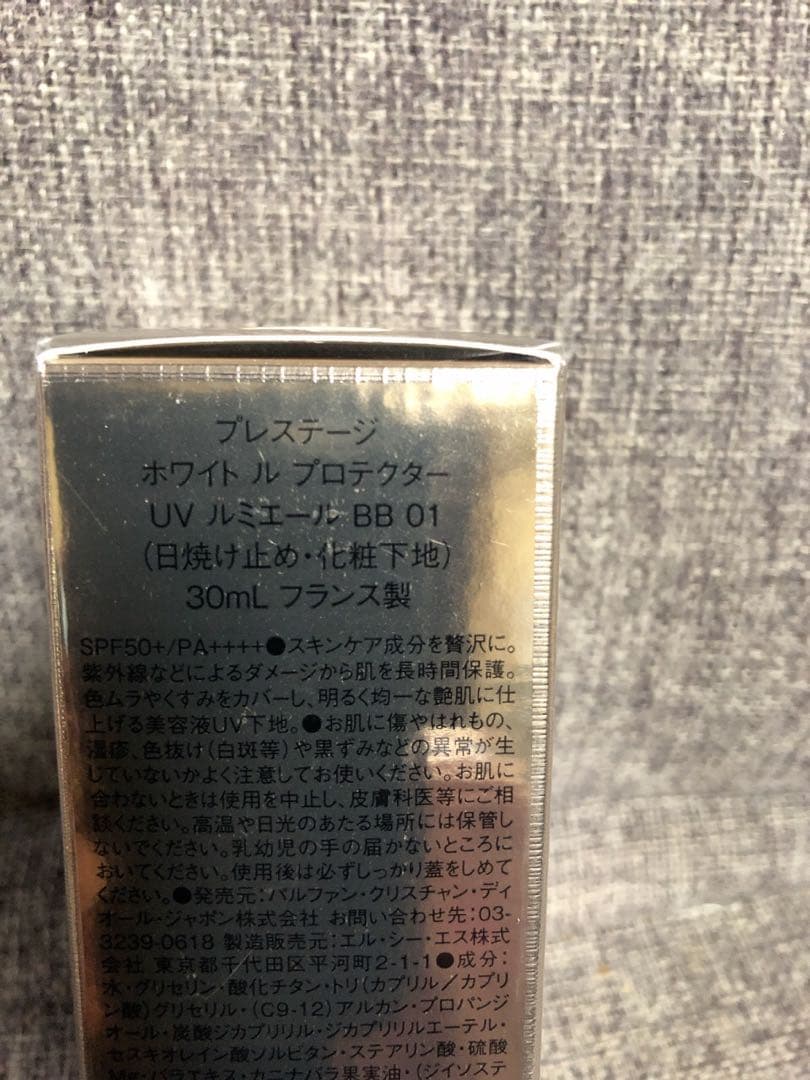 プレステージ
ホワイト ル プロテクター
UV ルミエール BB 01
(日焼け止め・化粧下地)
30mL フランス製
SPF50+/PA++++●スキンケア成分を贅沢に。
紫外線などによるダメージから肌を長時間保護。
色ムラやくすみをカバーし、明るく均一な艶肌に仕
上げる美容液UV下地。●お肌に傷やはれもの、
湿疹、色抜け(白斑等)や黒ずみなどの異常が生
じていないかよく注意してお使いください。お肌に
合わないときは使用を中止し、皮膚科医等にご相
談ください。高温や日光のあたる場所には保管し
ないでください。乳幼児の手の届かないところに
おいてください。使用後は必ずしっかり蓋をしめて
ください。●発売元:パルファン・クリスチャン・ディ
オール・ジャポン株式会社 お問い合わせ先:03-
3239-0618 製造販売元:エル・シー・エス株式
会社 東京都千代田区平河町2-1-1●成分:
水・グリセリン・酸化チタン・トリ(カプリル/カプリ
ン酸)グリセリル・(C9-12)アルカン・プロパンジ
オール・炭酸ジカプリリル・ジカプリリルエーテル・
セスキオレイン酸ソルビタン・ステアリン酸・硫酸
Mg・バラエキス・カニナバラ果実油・(ジイソステ